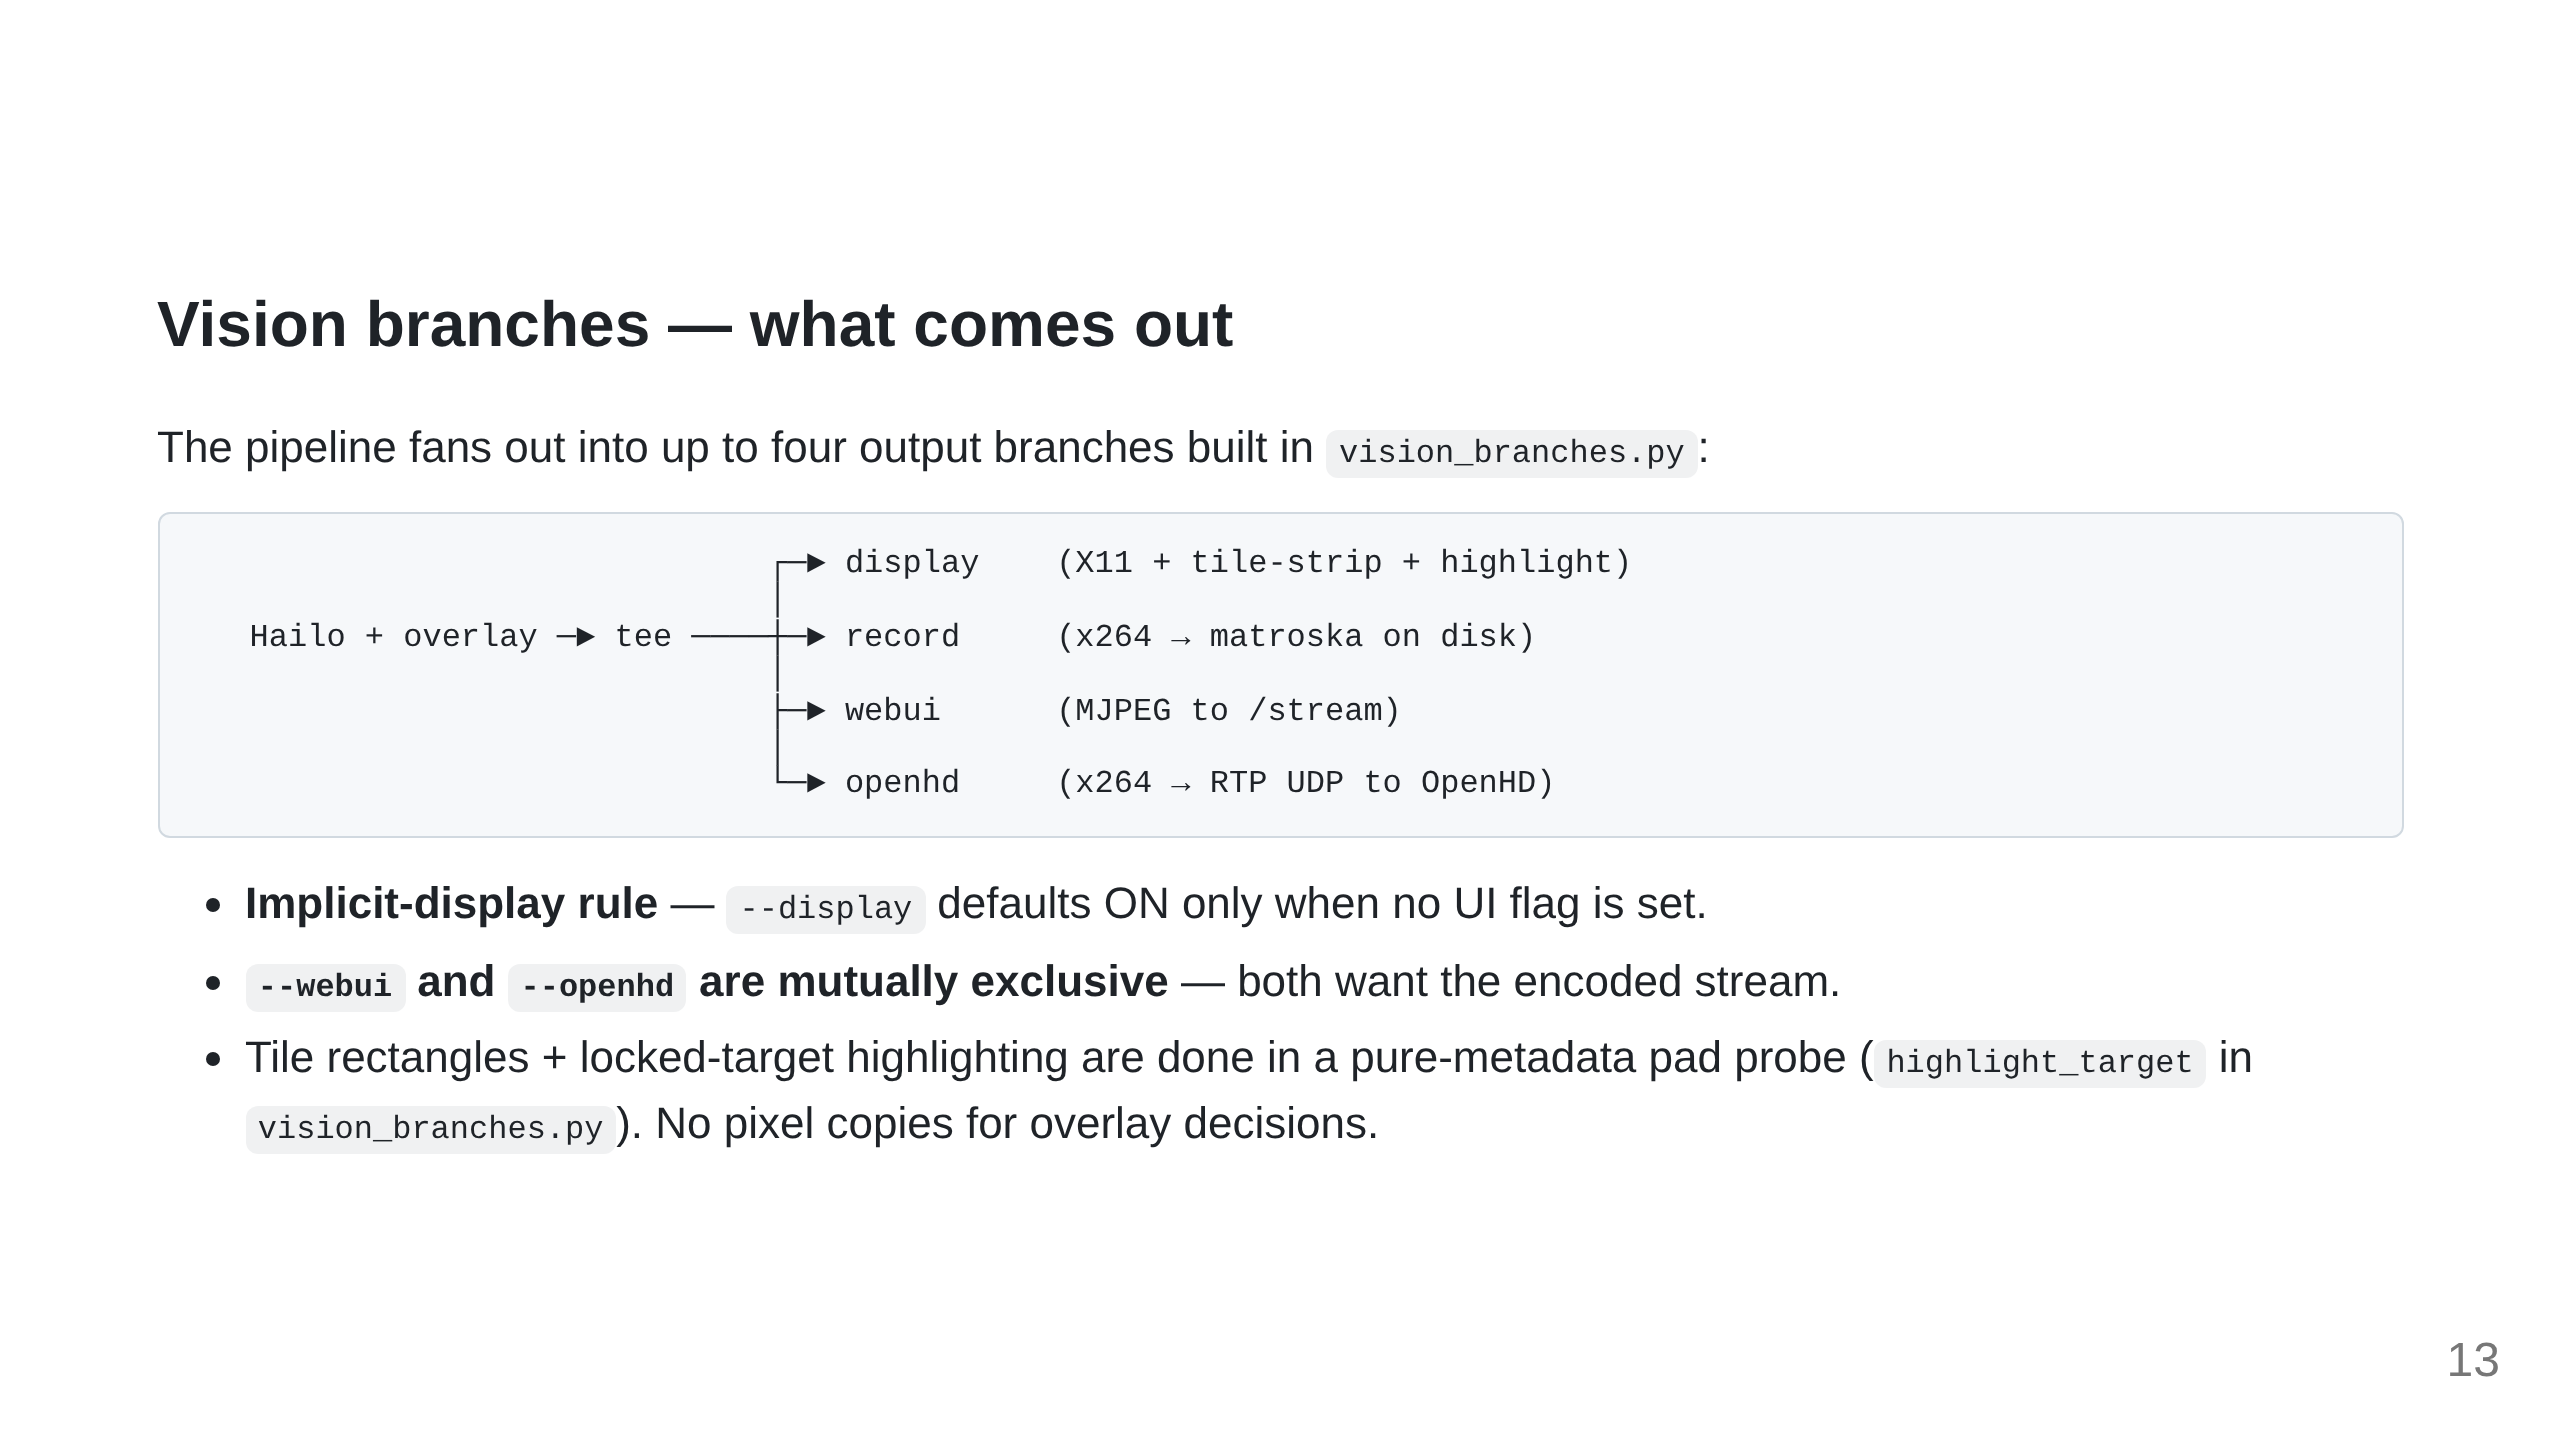 Vision branches — what comes out
The pipeline fans out into up to four output branches built in vision_branches.py:
┌─► display    (X11 + tile-strip + highlight)
Hailo + overlay ─► tee ────┼─► record     (x264 → matroska on disk)
├─► webui      (MJPEG to /stream)
└─► openhd     (x264 → RTP UDP to OpenHD)
• Implicit-display rule — --display defaults ON only when no UI flag is set.
• --webui and --openhd are mutually exclusive — both want the encoded stream.
• Tile rectangles + locked-target highlighting are done in a pure-metadata pad probe (highlight_target in
vision_branches.py). No pixel copies for overlay decisions.
13